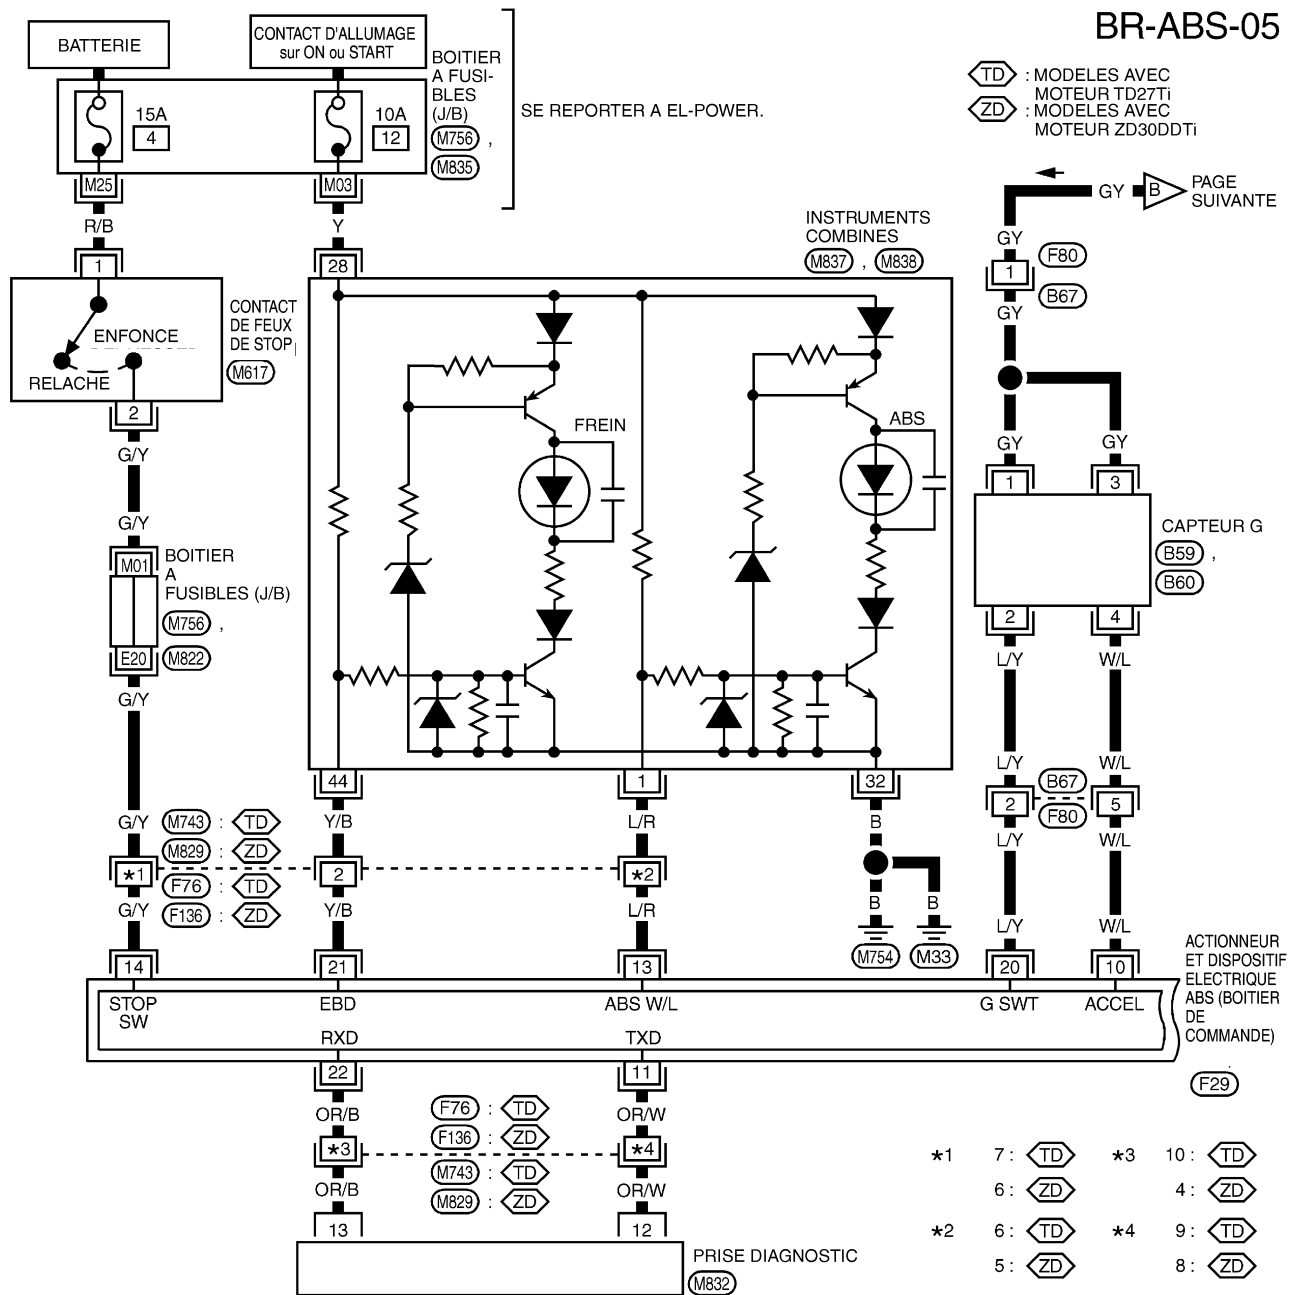 BR-ABS-05
BATTERIE
CONTACT D'ALLUMAGE
sur ON ou START
BOITIER
A FUSI-
BLES
(J/B)
M756 ,
M835
15A
4
10A
12
SE REPORTER A EL-POWER.
TD : MODELES AVEC
MOTEUR TD27Ti
ZD : MODELES AVEC
MOTEUR ZD30DDTi
M25
M03
R/B
Y
1
28
GY
B
PAGE
SUIVANTE
INSTRUMENTS
COMBINES
M837 , M838
GY
1
F80
B67
GY
CONTACT
DE FEUX
DE STOP
M617
ENFONCE
RELACHE
2
G/Y
G/Y
FREIN
ABS
GY
GY
1
3
CAPTEUR G
B59 ,
B60
2
4
M01
E20
BOITIER
A
FUSIBLES (J/B)
M756 ,
M822
G/Y
L/Y
W/L
L/Y
W/L
44
1
32
2
5
B67
F80
G/Y
M743 : TD
M829 : ZD
F76 : TD
F136 : ZD
Y/B
L/R
B
L/Y
W/L
*1
2
*2
G/Y
Y/B
L/R
B
B
L/Y
W/L
M754
M33
14
21
13
20
10
STOP
SW
EBD
ABS W/L
G SWT
ACCEL
RXD
TXD
ACTIONNEUR
ET DISPOSITIF
ELECTRIQUE
ABS (BOITIER
DE
COMMANDE)
F29
22
11
OR/B
OR/W
F76 : TD
F136 : ZD
M743 : TD
M829 : ZD
*3
*4
OR/B
OR/W
13
12
PRISE DIAGNOSTIC
M832
*1 7 : TD
6 : ZD
*2 6 : TD
5 : ZD
*3 10 : TD
4 : ZD
*4 9 : TD
8 : ZD